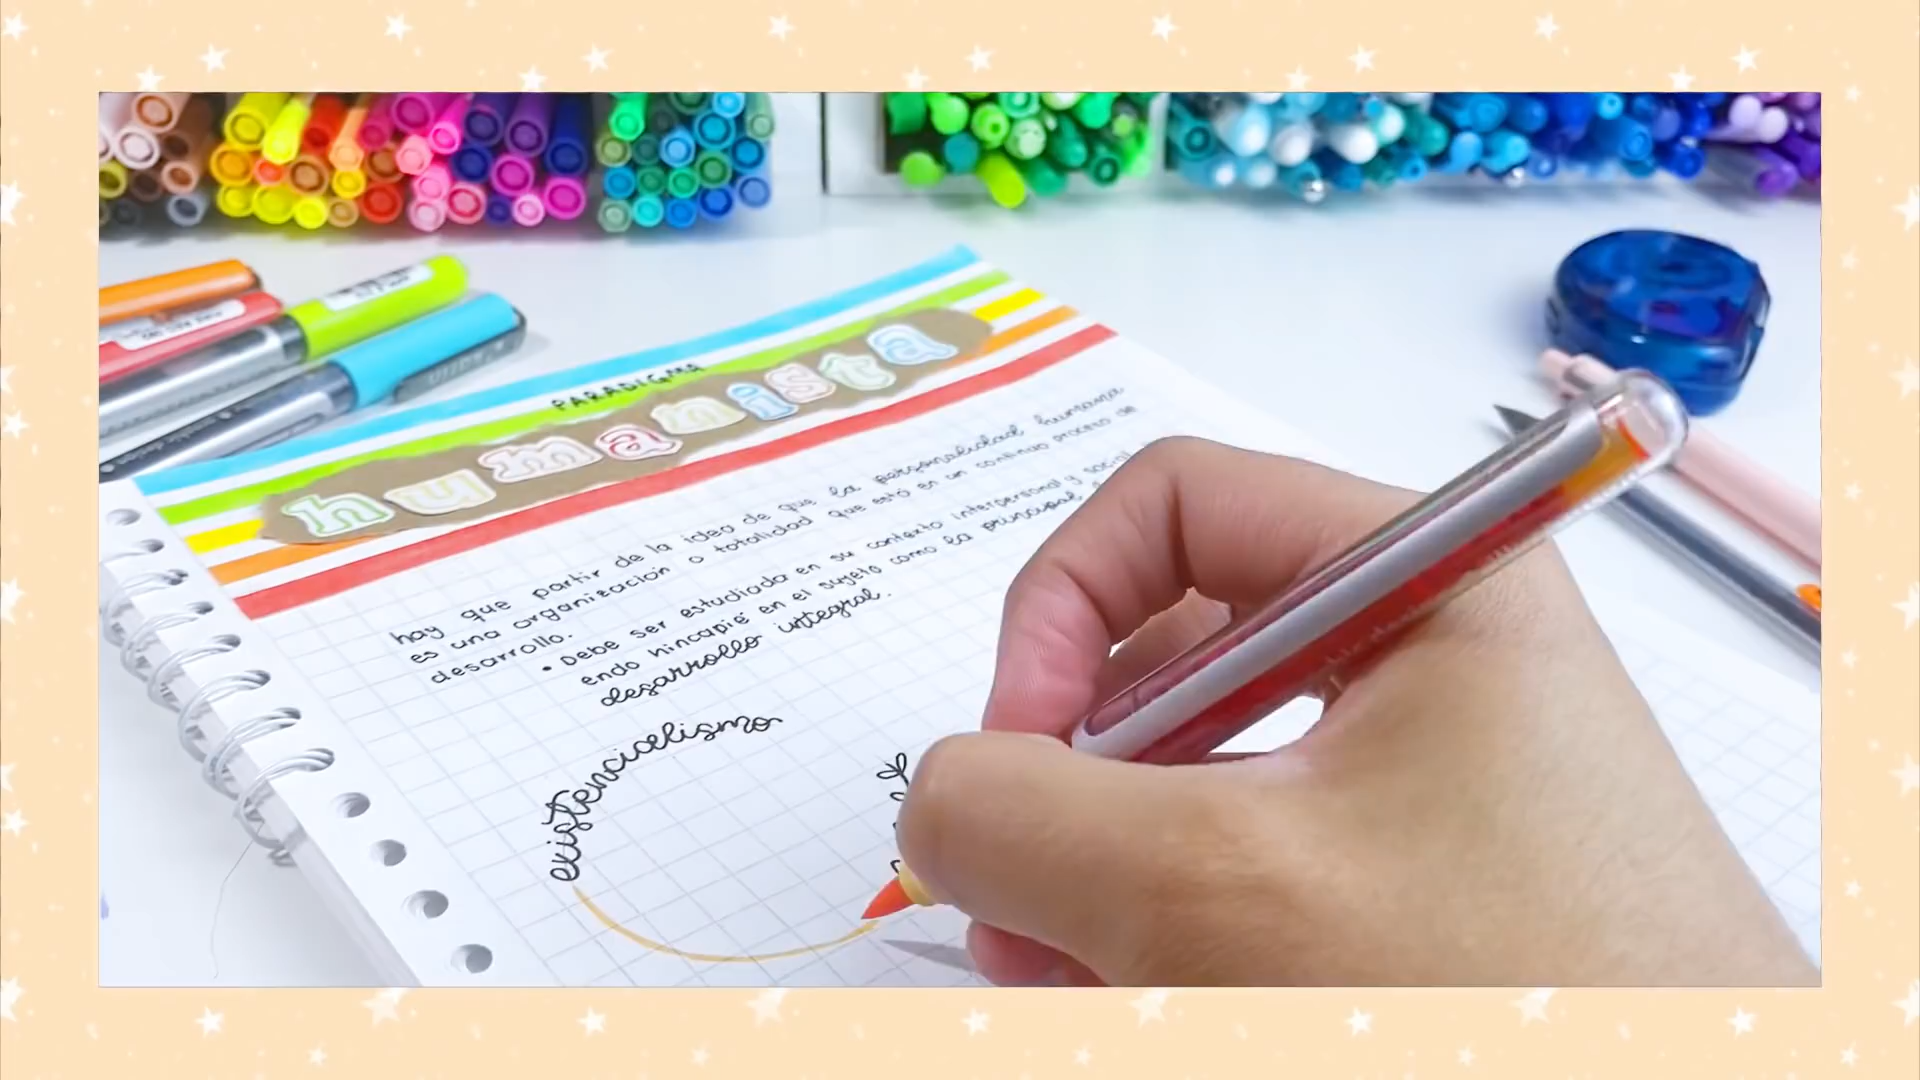 PARADIGMA
humanista
hay que partir de la idea de que la personalidad humana
es una organización o totalidad que está en un continuo proceso de
desarrollo.
• Debe ser estudiada en su contexto interpersonal y social
endo hincapié en el sujeto como la principal
desarrollo integral.
existencialismo